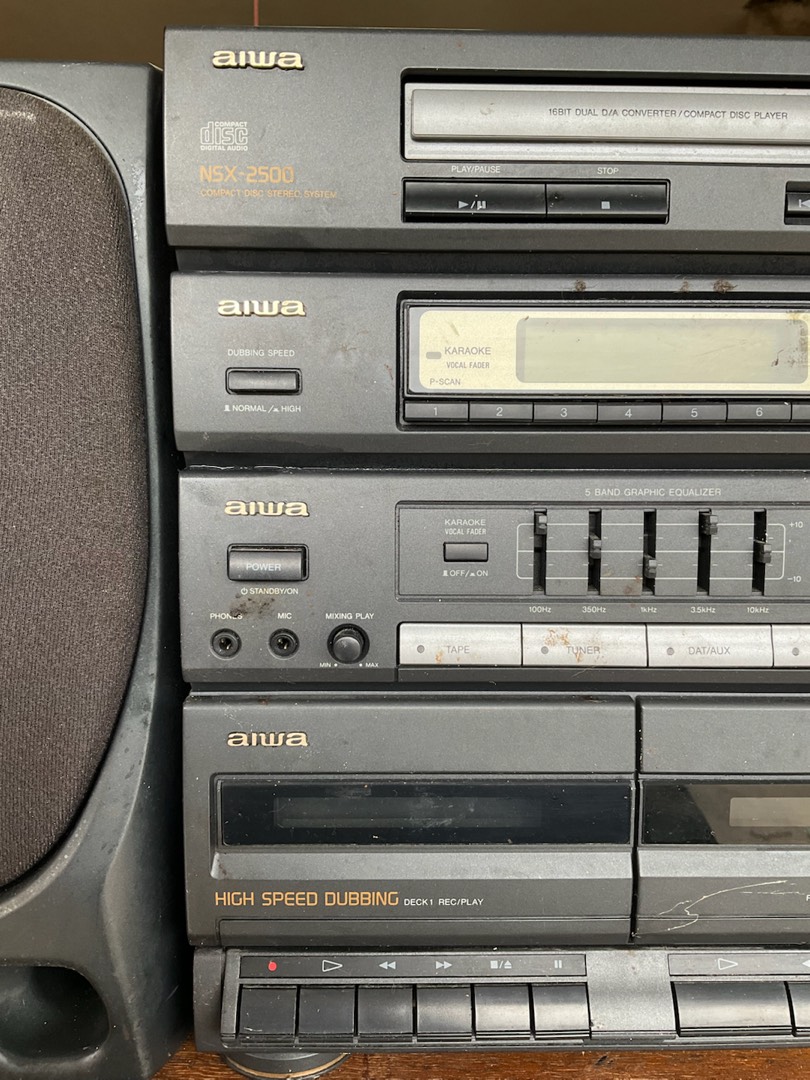 aiwa
COMPACT
disc
DIGITAL AUDIO
16BIT DUAL D/A CONVERTER/COMPACT DISC PLAYER
NSX-2500
COMPACT DISC STEREO SYSTEM
PLAY/PAUSE
STOP
aiwa
DUBBING SPEED
NORMAL / HIGH
KARAOKE
VOCAL FADER
P-SCAN
1 2 3 4 5 6
aiwa
5 BAND GRAPHIC EQUALIZER
POWER
STANDBY/ON
KARAOKE
VOCAL FADER
OFF/ ON
+10
-10
100Hz 350Hz 1kHz 3.5kHz 10kHz
PHONES MIC MIXING PLAY
MIN MAX
TAPE TUNER DAT/AUX
aiwa
HIGH SPEED DUBBING DECK1 REC/PLAY